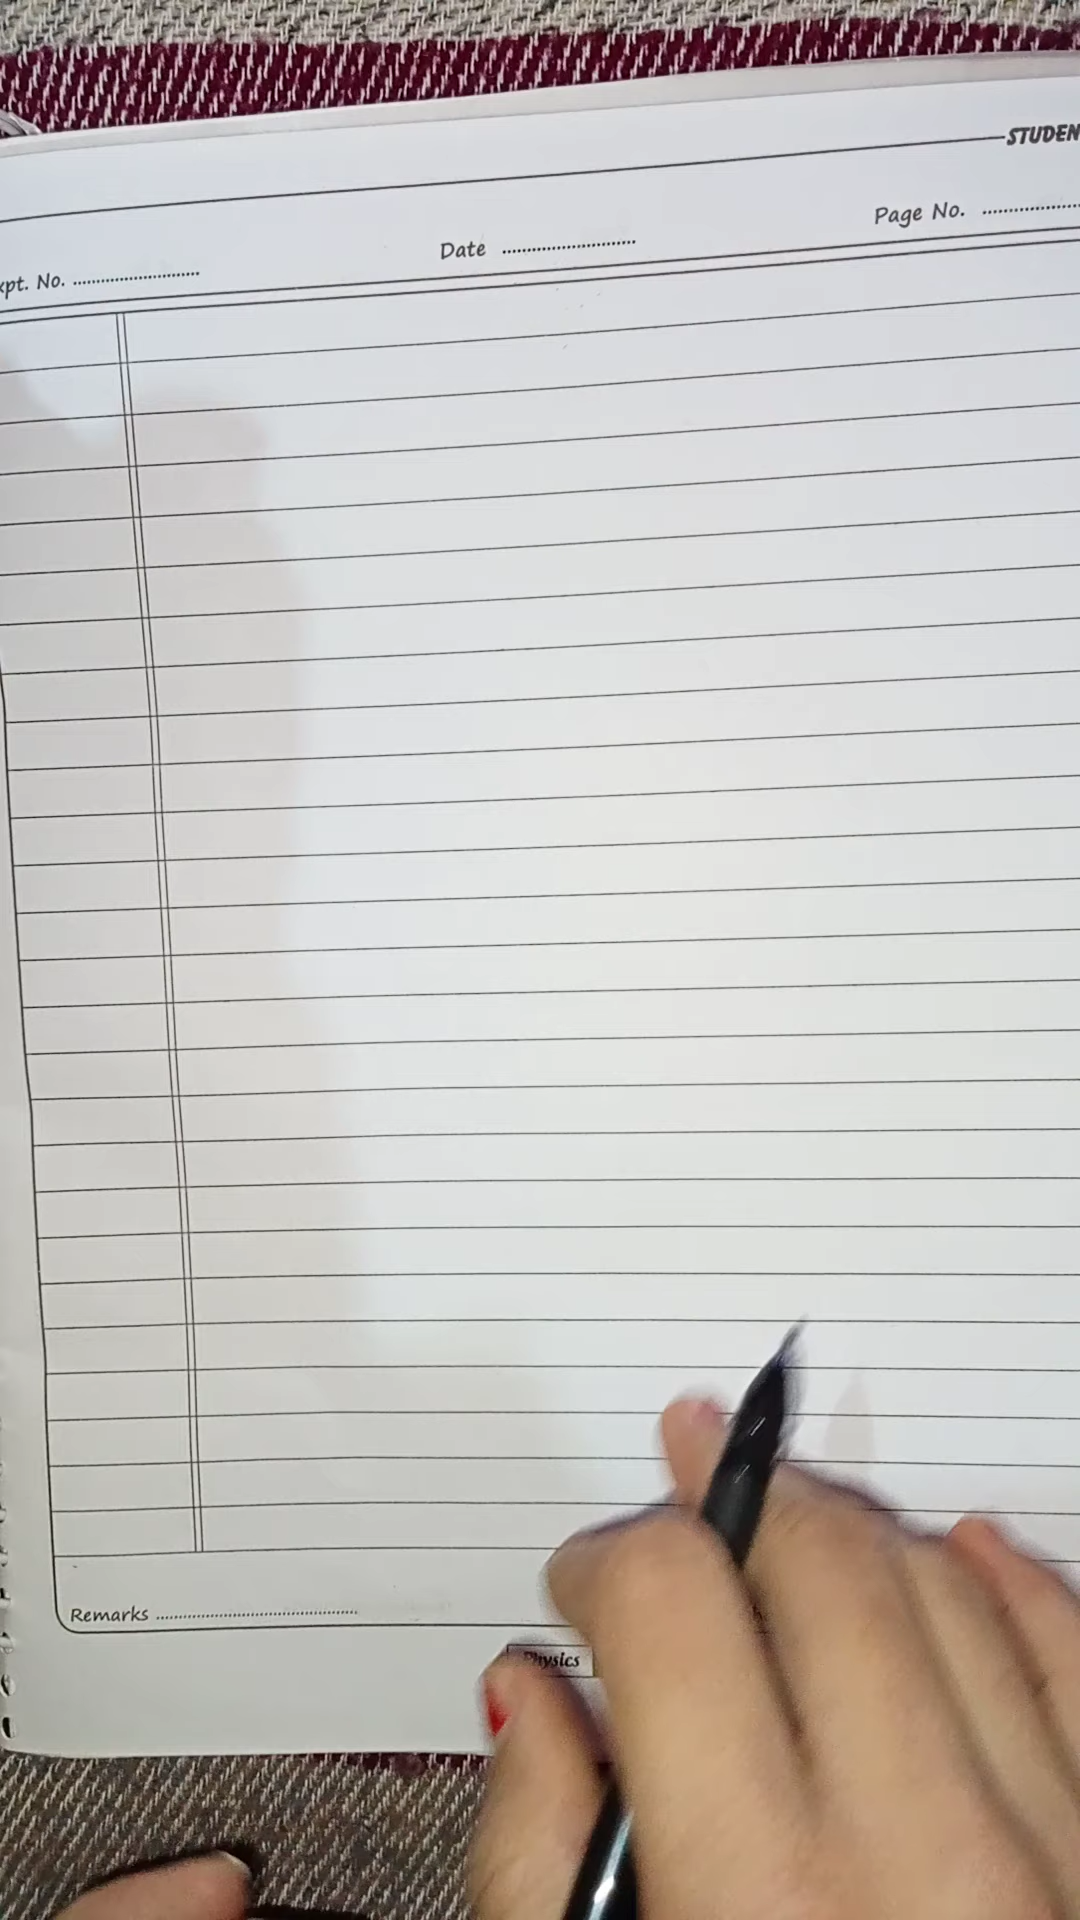 STUDEN
Page No. ..................
Date ...........................
xpt. No. ...........................
Remarks ...............................................
Physics